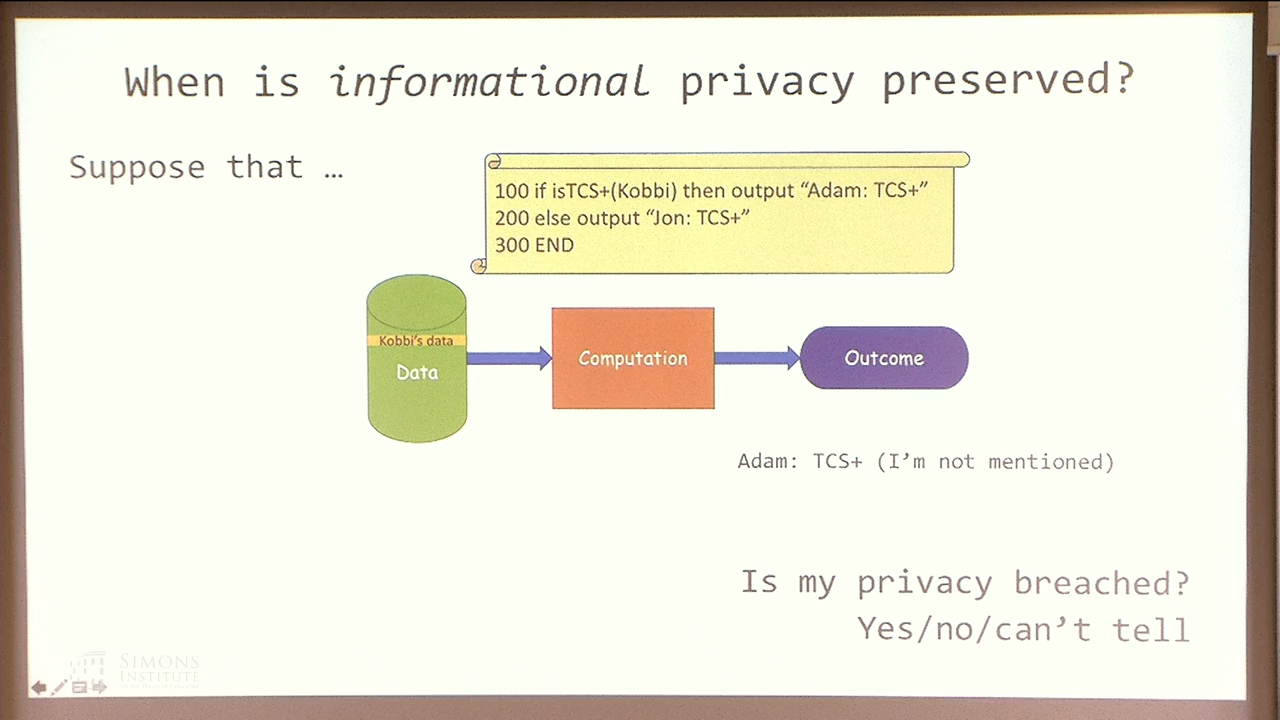 When is informational privacy preserved?
Suppose that …
100 if isTCS+(Kobbi) then output “Adam: TCS+”
200 else output “Jon: TCS+”
300 END
Kobbi’s data
Data
Computation
Outcome
Adam: TCS+ (I’m not mentioned)
Is my privacy breached?
Yes/no/can’t tell
SIMONS
INSTITUTE